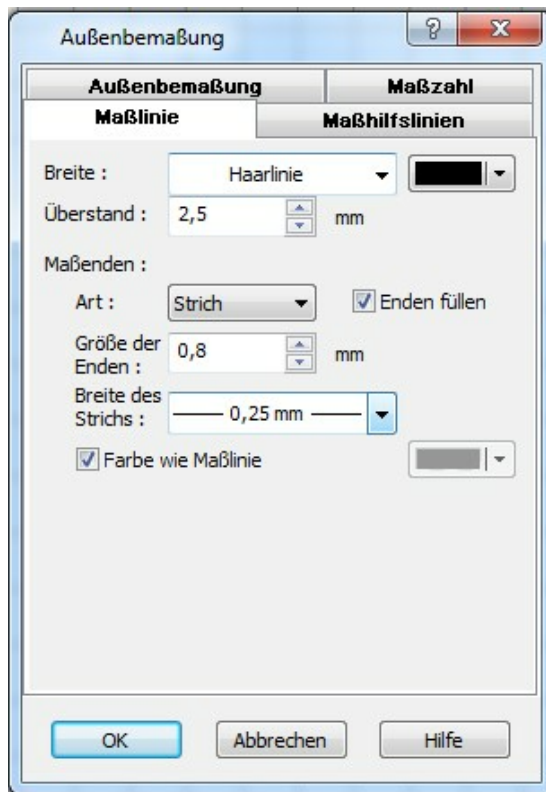 Außenbemaßung
Außenbemaßung Maßzahl
Maßlinie Maßhilfslinien
Breite : Haarlinie
Überstand : 2,5 mm
Maßenden :
Art : Strich Enden füllen
Größe der
Enden : 0,8 mm
Breite des
Strichs : 0,25 mm
Farbe wie Maßlinie
OK Abbrechen Hilfe